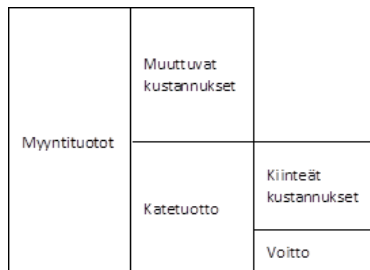 Muuttuvat
kustannukset
Myyntituotot
Katetuotto
Kiinteät
kustannukset
Voitto